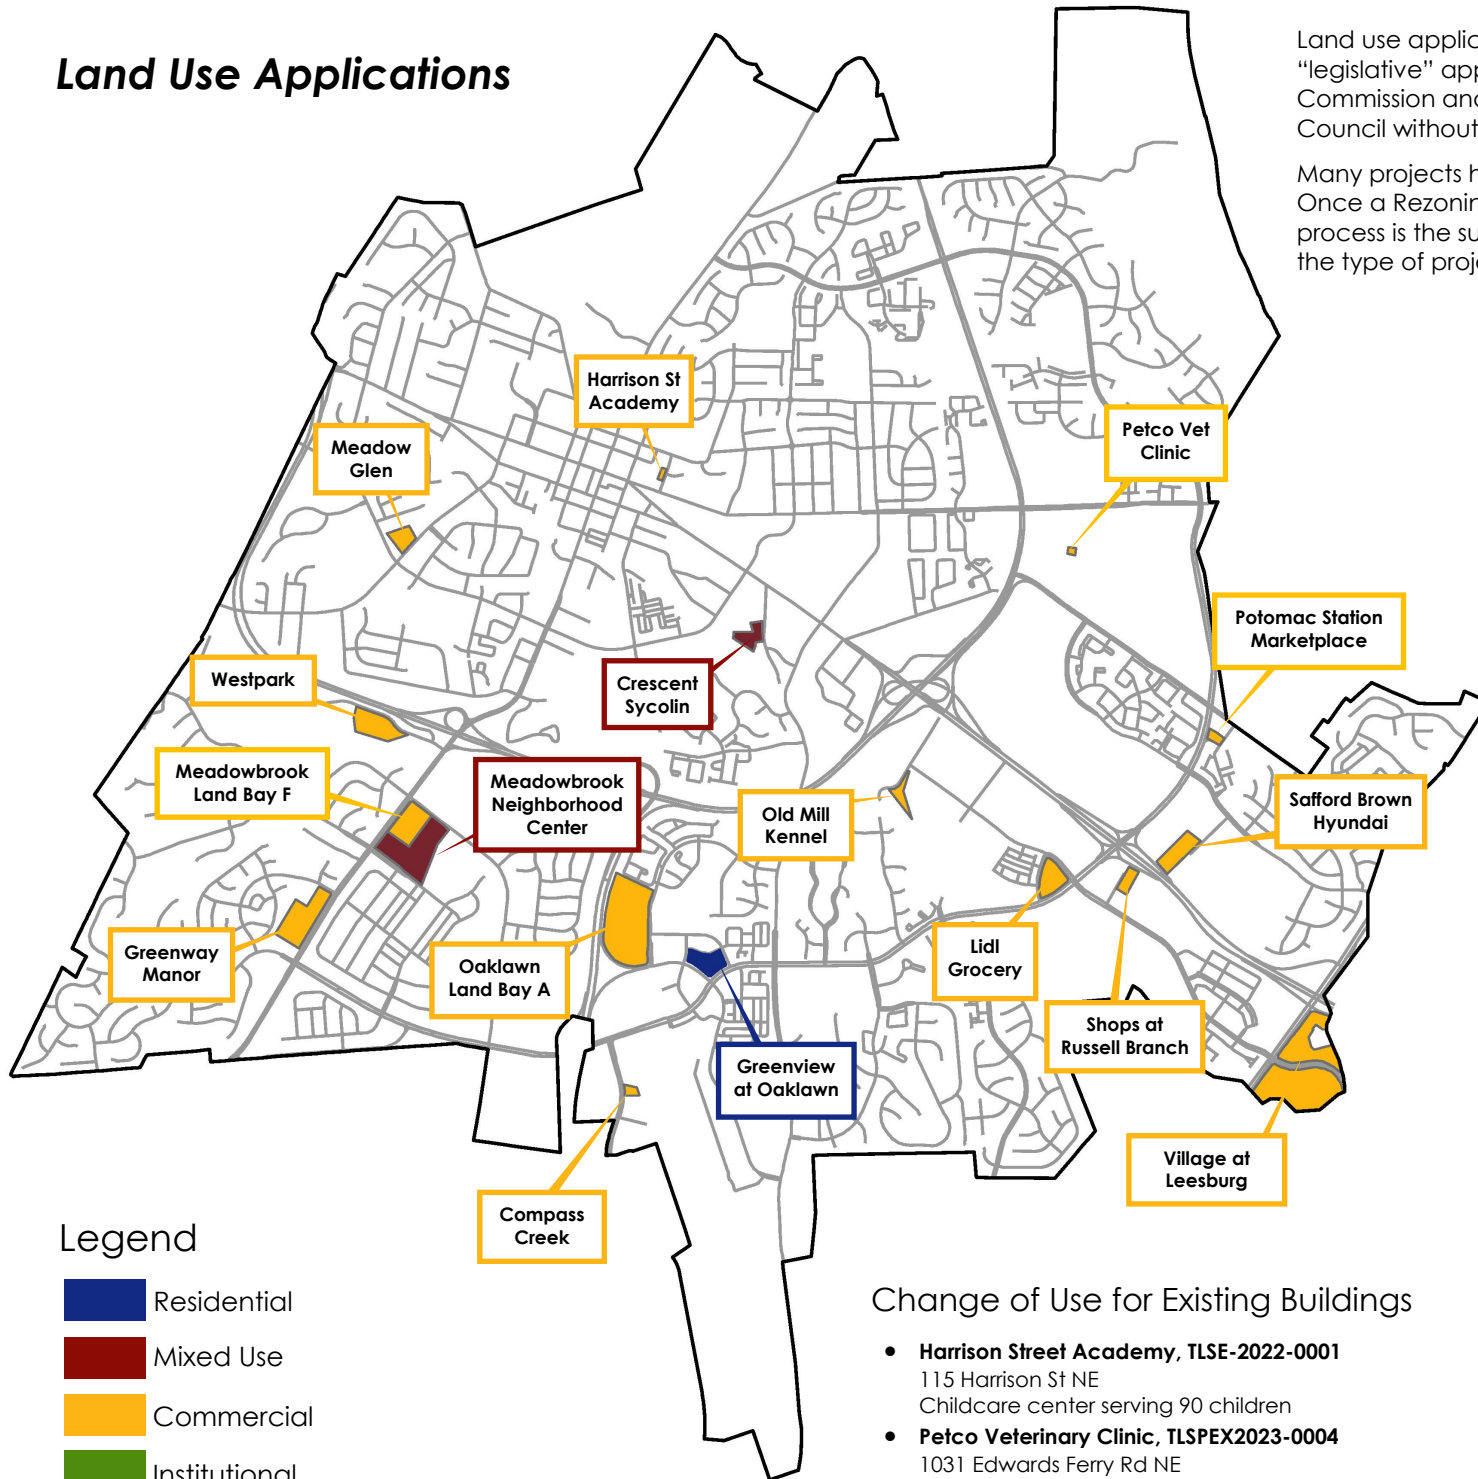 Land Use Applications
Land use applic
“legislative” app
Commission and
Council without
Many projects h
Once a Rezonin
process is the su
the type of proje
Harrison St
Academy
Meadow
Glen
Petco Vet
Clinic
Potomac Station
Marketplace
Westpark
Crescent
Sycolin
Meadowbrook
Land Bay F
Meadowbrook
Neighborhood
Center
Old Mill
Kennel
Safford Brown
Hyundai
Greenway
Manor
Oaklawn
Land Bay A
Lidl
Grocery
Shops at
Russell Branch
Greenview
at Oaklawn
Village at
Leesburg
Compass
Creek
Legend
Residential
Mixed Use
Commercial
Institutional
Change of Use for Existing Buildings
• Harrison Street Academy, TLSE-2022-0001
115 Harrison St NE
Childcare center serving 90 children
• Petco Veterinary Clinic, TLSPEX2023-0004
1031 Edwards Ferry Rd NE